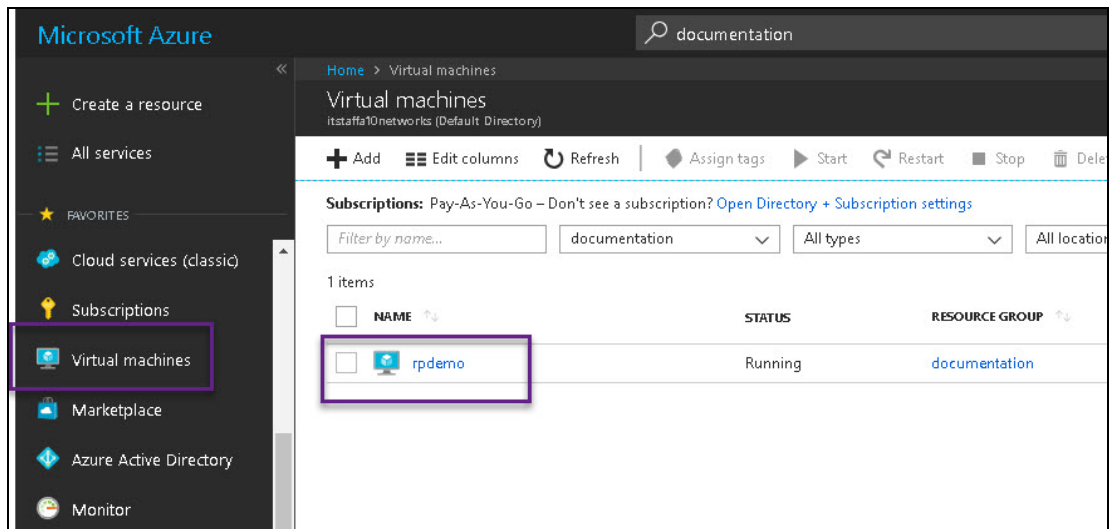 Microsoft Azure
documentation
Home > Virtual machines
Virtual machines
itstaffa10networks (Default Directory)
Create a resource
All services
FAVORITES
Cloud services (classic)
Subscriptions
Virtual machines
Marketplace
Azure Active Directory
Monitor
Add Edit columns Refresh Assign tags Start Restart Stop Dele
Subscriptions: Pay-As-You-Go – Don't see a subscription? Open Directory + Subscription settings
Filter by name... documentation All types All location
1 items
NAME STATUS RESOURCE GROUP
rpdemo Running documentation